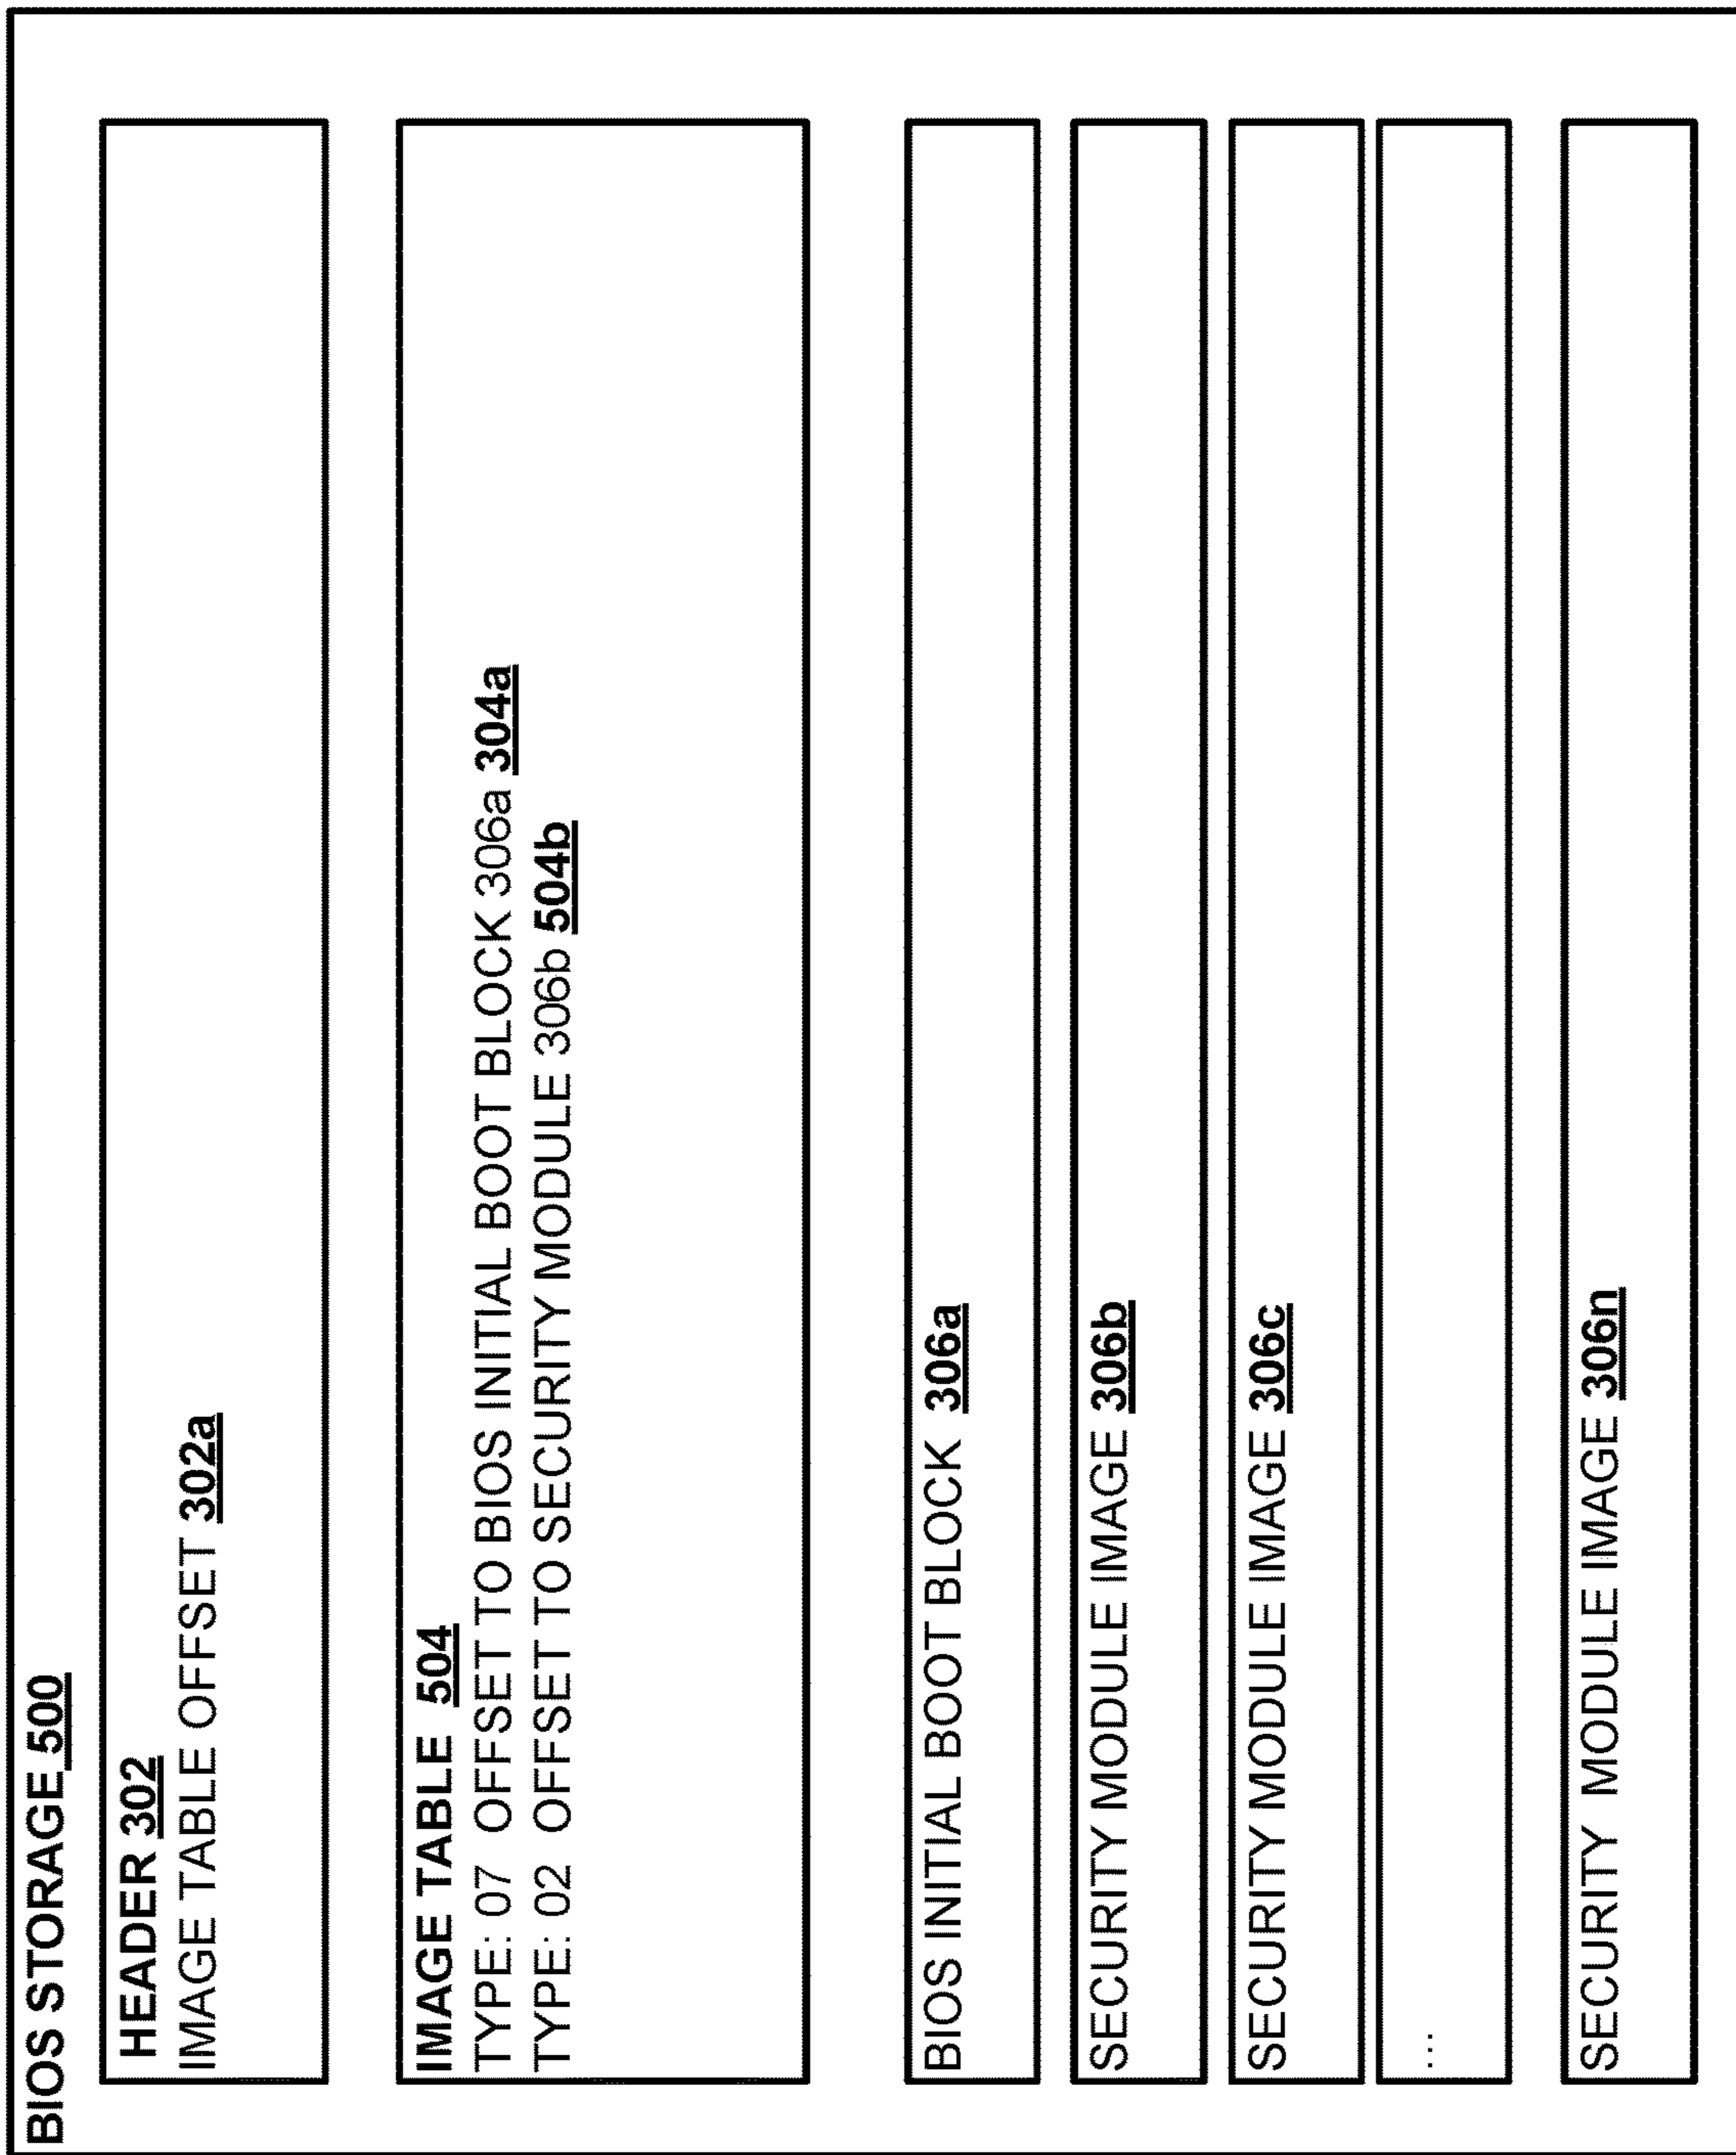 BIOS STORAGE 500
HEADER 302
IMAGE TABLE OFFSET 302a
IMAGE TABLE 504
TYPE: 07 OFFSET TO BIOS INITIAL BOOT BLOCK 306a 304a
TYPE: 02 OFFSET TO SECURITY MODULE 306b 504b
BIOS INITIAL BOOT BLOCK 306a
SECURITY MODULE IMAGE 306b
SECURITY MODULE IMAGE 306c
...
SECURITY MODULE IMAGE 306n